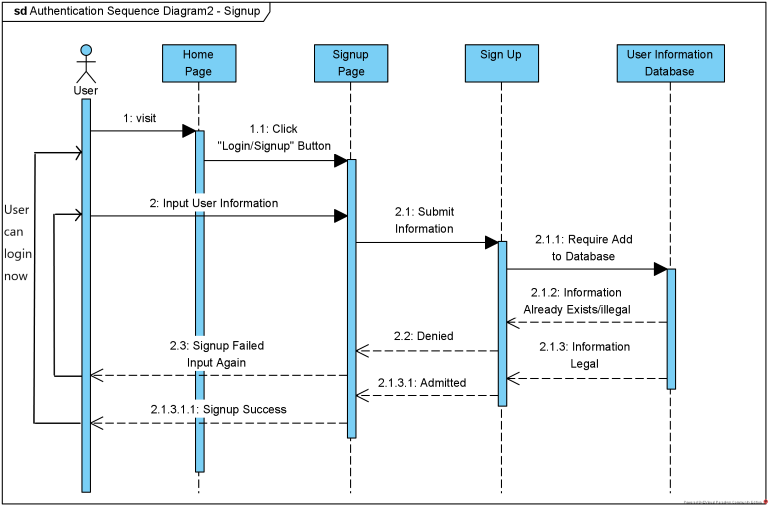 sd Authentication Sequence Diagram2 - Signup
Home
Page
Signup
Page
Sign Up
User Information
Database
User
1: visit
1.1: Click
"Login/Signup" Button
2: Input User Information
2.1: Submit
Information
2.1.1: Require Add
to Database
User
can
login
now
2.1.2: Information
Already Exists/illegal
2.2: Denied
2.3: Signup Failed
Input Again
2.1.3: Information
Legal
2.1.3.1: Admitted
2.1.3.1.1: Signup Success